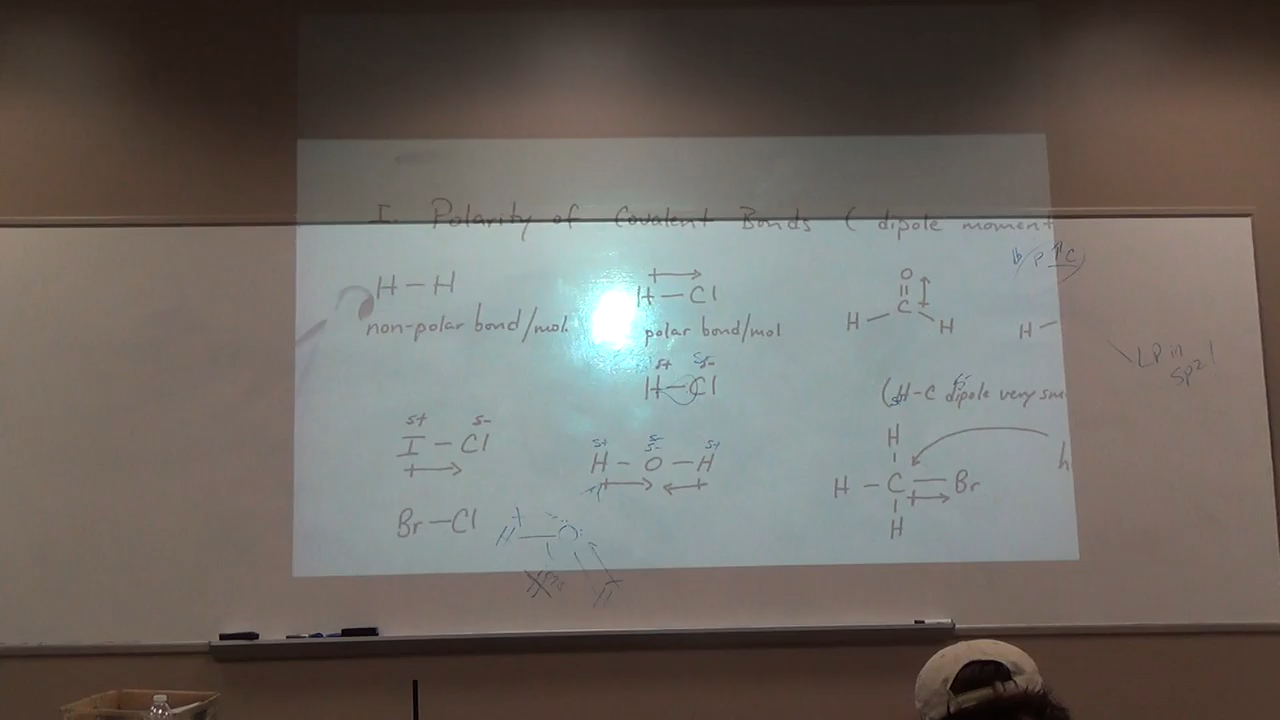 I. Polarity of Covalent Bonds ( dipole moment
H — H
non-polar bond/mol.
H — Cl
polar bond/mol
δ+ δ-
H — Cl
O
C
H H
H
LP in
sp2!
(H-C dipole very sm
δ+ δ-
I — Cl
δ+ δ- δ- δ+
H — O — H
H
H — C — Br
H
h
Br — Cl
H + O
H